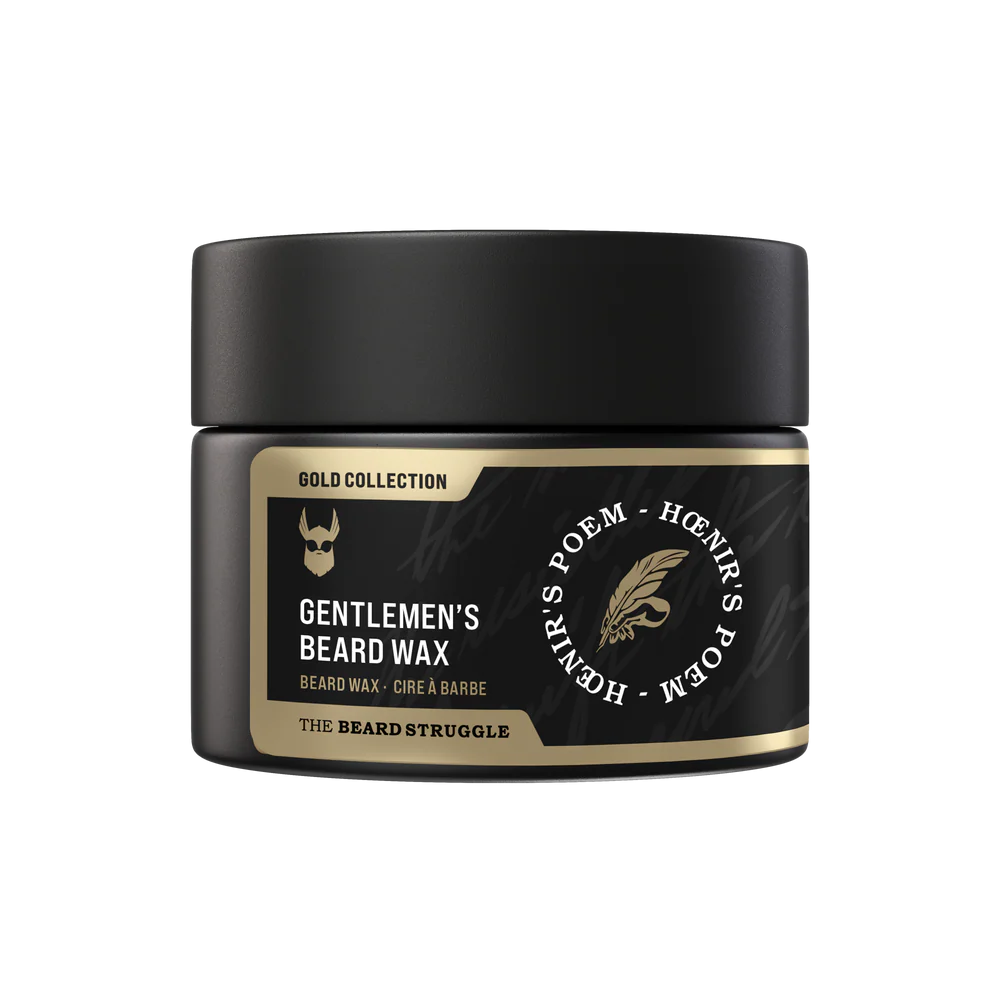 GOLD COLLECTION
GENTLEMEN'S
BEARD WAX
BEARD WAX · CIRE À BARBE
THE BEARD STRUGGLE
HŒNIR'S POEM - HŒNIR'S POEM -